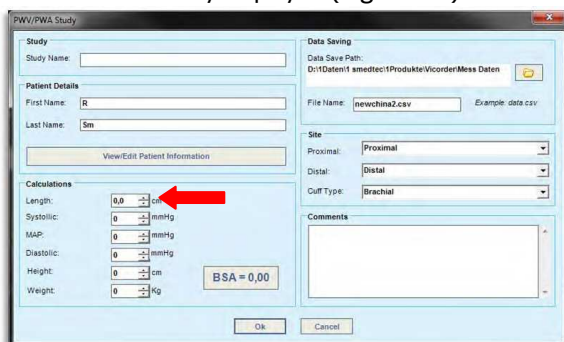 PWV/PWA Study
Study
Study Name:
Patient Details
First Name: R
Last Name: Sm
View/Edit Patient Information
Calculations
Length: 0,0 cm
Systollic: 0 mmHg
MAP: 0 mmHg
Diastolic: 0 mmHg
Height: 0 cm
Weight: 0 Kg
BSA = 0,00
Data Saving
Data Save Path:
D:\1Daten\1 smedtec\1Produkte\Vicorder\Mess Daten
File Name: newchina2.csv Example: data.csv
Site
Proximal: Proximal
Distal: Distal
Cuff Type: Brachial
Comments
Ok Cancel